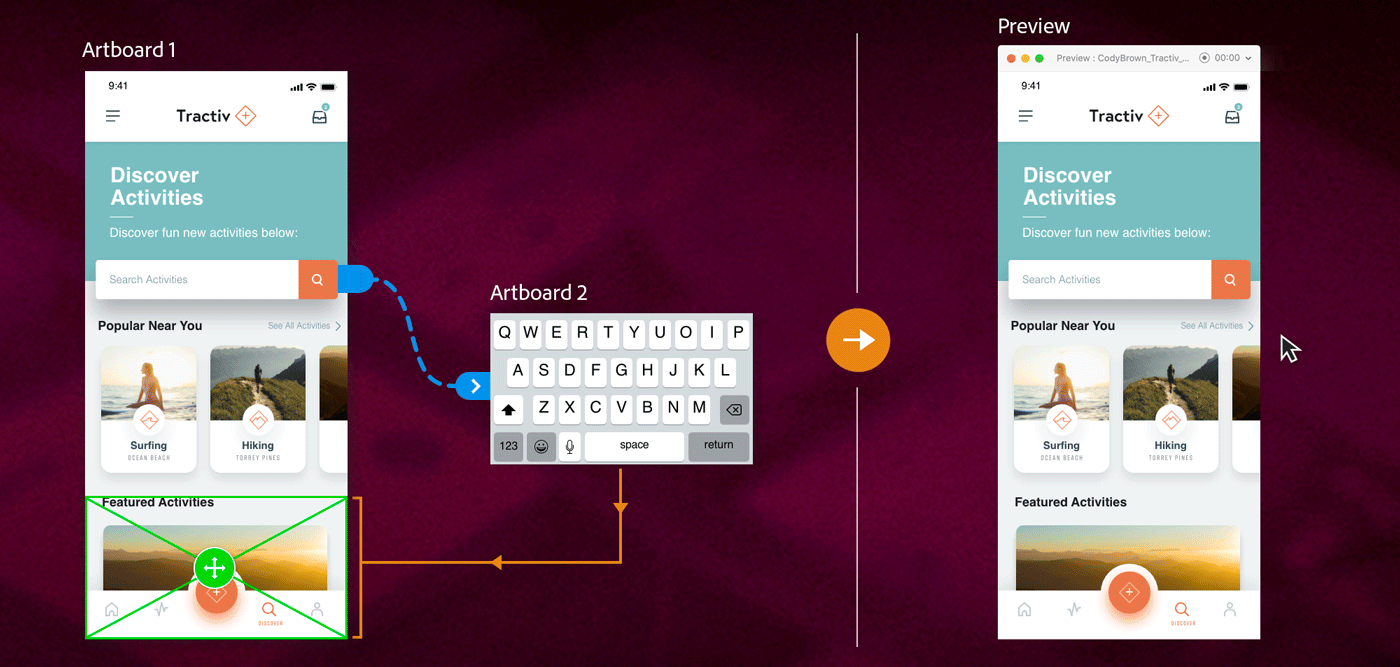 Artboard 1
9:41
Tractiv
2
Discover
Activities
Discover fun new activities below:
Search Activities
Popular Near You
See All Activities
Surfing
OCEAN BEACH
Hiking
TORREY PINES
Featured Activities
DISCOVER
Artboard 2
Q W E R T Y U O I P
A S D F G H J K L
Z X C V B N M
123 space return
Preview
Preview : CodyBrown_Tractiv_... 00:00
9:41
Tractiv
2
Discover
Activities
Discover fun new activities below:
Search Activities
Popular Near You
See All Activities
Surfing
OCEAN BEACH
Hiking
TORREY PINES
Featured Activities
DISCOVER